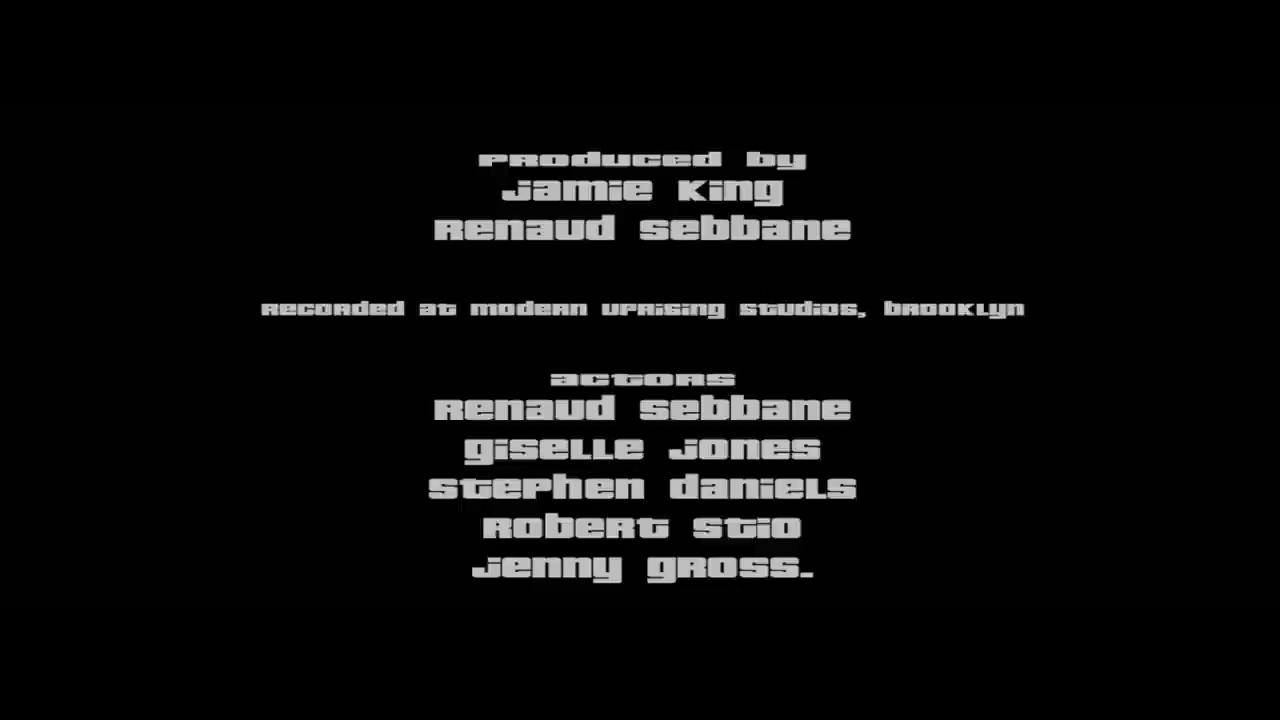 PRODUCED by
Jamie King
Renaud Sebbane
Recorded at Modern Uprising Studios, Brooklyn
actors
Renaud Sebbane
Giselle Jones
Stephen Daniels
Robert Stio
Jenny Gross.